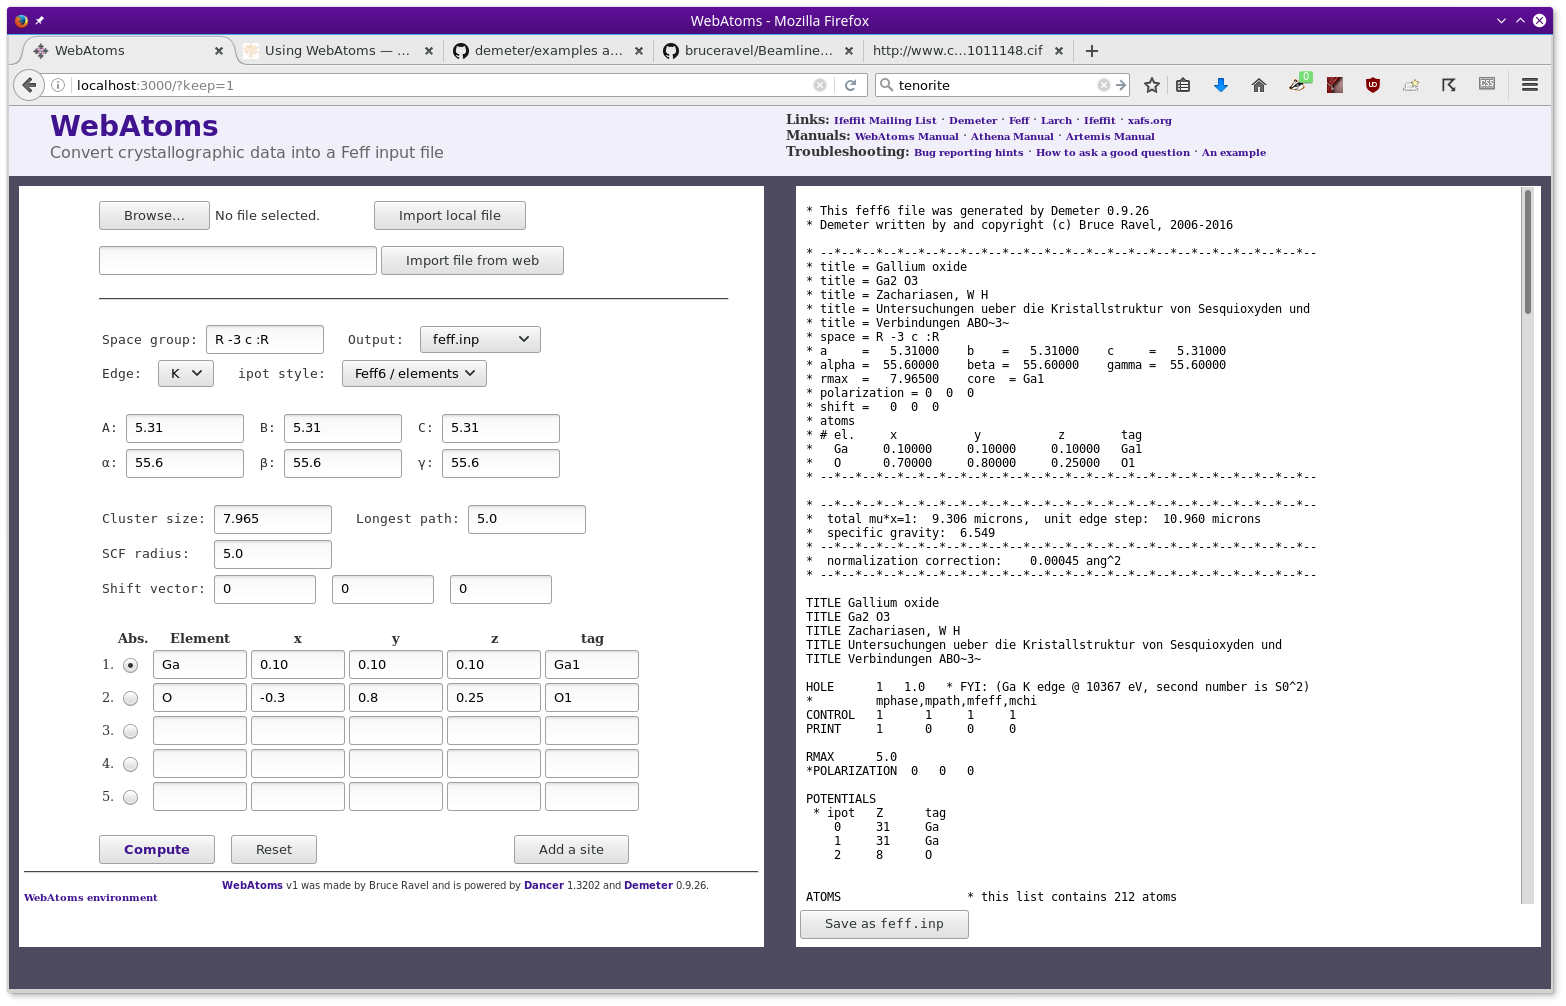 WebAtoms - Mozilla Firefox
WebAtoms
Using WebAtoms — ...
demeter/examples a...
bruceravel/Beamline...
http://www.c...1011148.cif
localhost:3000/?keep=1
tenorite
0
CSS
WebAtoms
Convert crystallographic data into a Feff input file
Links: Ifeffit Mailing List · Demeter · Feff · Larch · Ifeffit · xafs.org
Manuals: WebAtoms Manual · Athena Manual · Artemis Manual
Troubleshooting: Bug reporting hints · How to ask a good question · An example
Browse... No file selected. Import local file
Import file from web
Space group: R -3 c :R Output: feff.inp
Edge: K ipot style: Feff6 / elements
A: 5.31 B: 5.31 C: 5.31
α: 55.6 β: 55.6 γ: 55.6
Cluster size: 7.965 Longest path: 5.0
SCF radius: 5.0
Shift vector: 0 0 0
Abs. Element x y z tag
1. Ga 0.10 0.10 0.10 Ga1
2. O -0.3 0.8 0.25 O1
3.
4.
5.
Compute Reset Add a site
WebAtoms v1 was made by Bruce Ravel and is powered by Dancer 1.3202 and Demeter 0.9.26.
WebAtoms environment
* This feff6 file was generated by Demeter 0.9.26
* Demeter written by and copyright (c) Bruce Ravel, 2006-2016
* --*--*--*--*--*--*--*--*--*--*--*--*--*--*--*--*--*--*--*--*--*--*--*--
* title = Gallium oxide
* title = Ga2 O3
* title = Zachariasen, W H
* title = Untersuchungen ueber die Kristallstruktur von Sesquioxyden und
* title = Verbindungen ABO~3~
* space = R -3 c :R
* a     =   5.31000    b    =   5.31000    c     =   5.31000
* alpha =  55.60000    beta =  55.60000    gamma =  55.60000
* rmax  =   7.96500    core  = Ga1
* polarization = 0  0  0
* shift =   0  0  0
* atoms
* # el.     x           y           z        tag
*   Ga     0.10000     0.10000     0.10000   Ga1
*   O      0.70000     0.80000     0.25000   O1
* --*--*--*--*--*--*--*--*--*--*--*--*--*--*--*--*--*--*--*--*--*--*--*--
* --*--*--*--*--*--*--*--*--*--*--*--*--*--*--*--*--*--*--*--*--*--*--*--
*  total mu*x=1:  9.306 microns,  unit edge step:  10.960 microns
*  specific gravity:  6.549
* --*--*--*--*--*--*--*--*--*--*--*--*--*--*--*--*--*--*--*--*--*--*--*--
*  normalization correction:    0.00045 ang^2
* --*--*--*--*--*--*--*--*--*--*--*--*--*--*--*--*--*--*--*--*--*--*--*--
TITLE Gallium oxide
TITLE Ga2 O3
TITLE Zachariasen, W H
TITLE Untersuchungen ueber die Kristallstruktur von Sesquioxyden und
TITLE Verbindungen ABO~3~
HOLE      1   1.0   * FYI: (Ga K edge @ 10367 eV, second number is S0^2)
*         mphase,mpath,mfeff,mchi
CONTROL   1      1     1     1
PRINT     1      0     0     0
RMAX      5.0
*POLARIZATION  0   0   0
POTENTIALS
* ipot   Z      tag
0     31     Ga
1     31     Ga
2     8      O
ATOMS                  * this list contains 212 atoms
Save as feff.inp